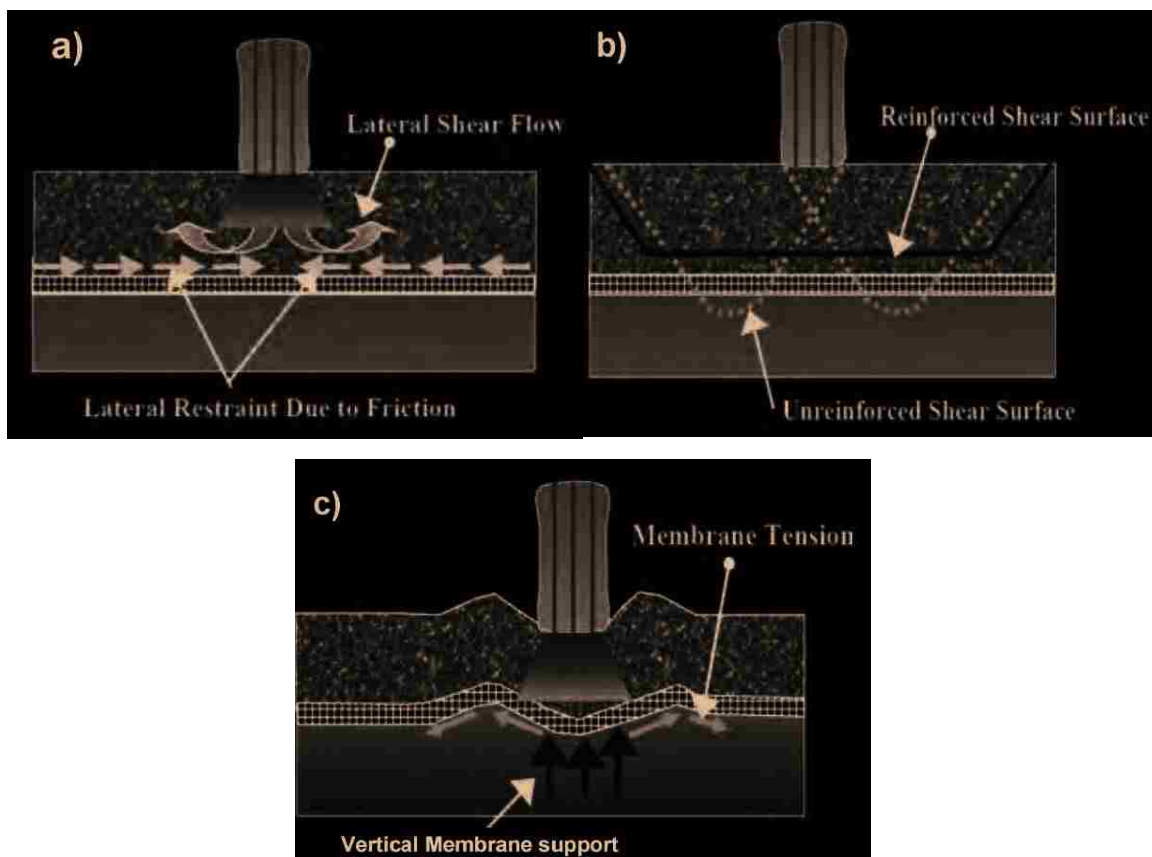 a)
Lateral Shear Flow
Lateral Restraint Due to Friction
b)
Reinforced Shear Surface
Unreinforced Shear Surface
c)
Membrane Tension
Vertical Membrane support